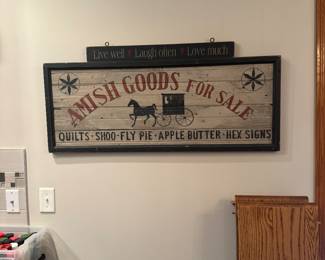 Live well • Laugh often • Love much
AMISH GOODS FOR SALE
QUILTS • SHOO-FLY PIE • APPLE BUTTER • HEX SIGNS